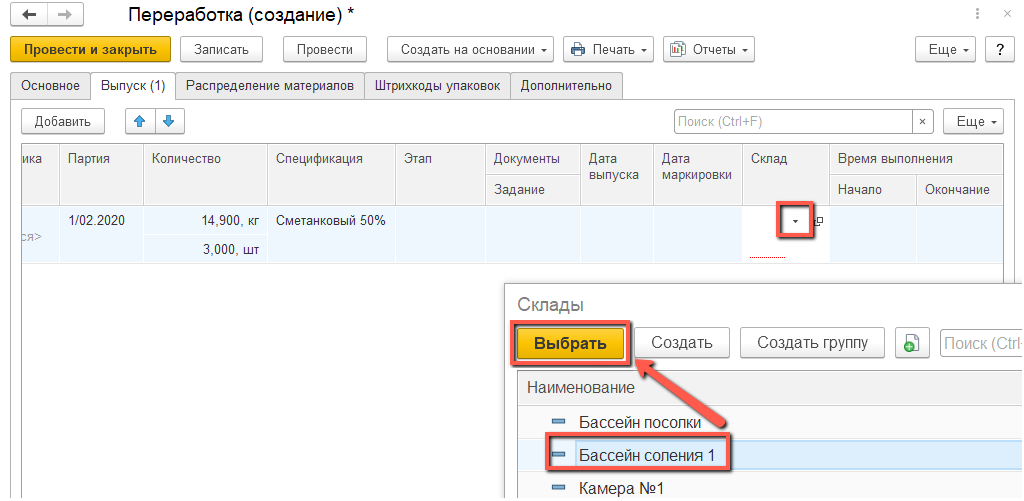 Переработка (создание) *
Провести и закрыть Записать Провести Создать на основании Печать Отчеты Еще ?
Основное Выпуск (1) Распределение материалов Штрихкоды упаковок Дополнительно
Добавить Поиск (Ctrl+F) × Еще
ика Партия Количество Спецификация Этап Документы Дата выпуска Дата маркировки Склад Время выполнения
Задание Начало Окончание
1/02.2020 14,900, кг Сметанковый 50%
ся> 3,000, шт
Склады
Выбрать Создать Создать группу Поиск (Ctrl-
Наименование
Бассейн посолки
Бассейн соления 1
Камера №1